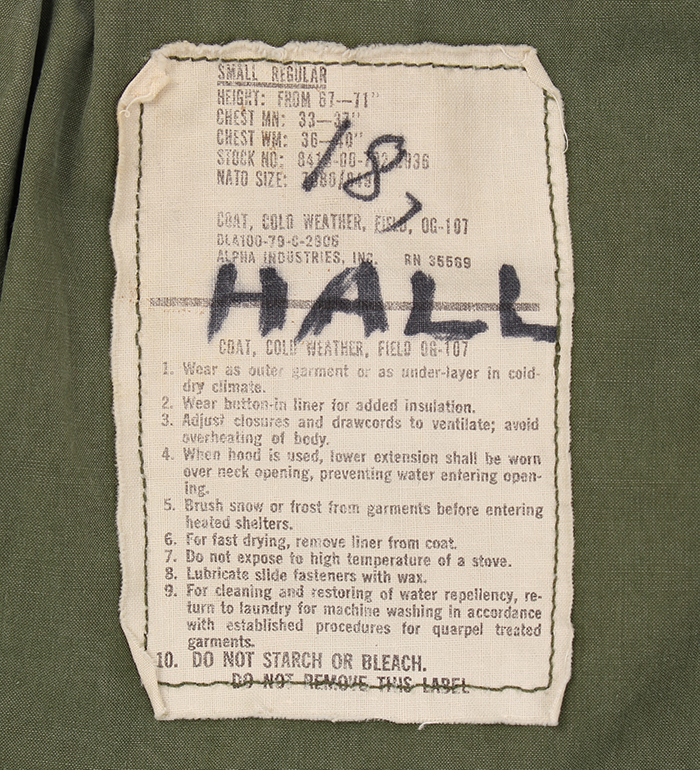 SMALL REGULAR
HEIGHT: FROM 67—71"
CHEST MN: 33—37"
CHEST WM: 36—40"
STOCK NO:
NATO SIZE:
18
COAT, COLD WEATHER, FIELD, OG-107
DLA100-79-C-2906
ALPHA INDUSTRIES, INC. RN 35589
HALL
COAT, COLD WEATHER, FIELD OG-107
1. Wear as outer garment or as under-layer in cold-
dry climate.
2. Wear button-in liner for added insulation.
3. Adjust closures and drawcords to ventilate; avoid
overheating of body.
4. When hood is used, lower extension shall be worn
over neck opening, preventing water entering open-
ing.
5. Brush snow or frost from garments before entering
heated shelters.
6. For fast drying, remove liner from coat.
7. Do not expose to high temperature of a stove.
8. Lubricate slide fasteners with wax.
9. For cleaning and restoring of water repellency, re-
turn to laundry for machine washing in accordance
with established procedures for quarpel treated
garments.
10. DO NOT STARCH OR BLEACH.
DO NOT REMOVE THIS LABEL